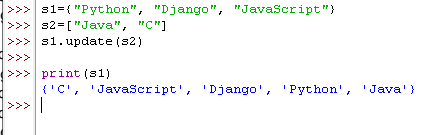 >>> s1={"Python", "Django", "JavaScript"}
>>> s2=["Java", "C"]
>>> s1.update(s2)
>>>
>>> print(s1)
{'C', 'JavaScript', 'Django', 'Python', 'Java'}
>>>